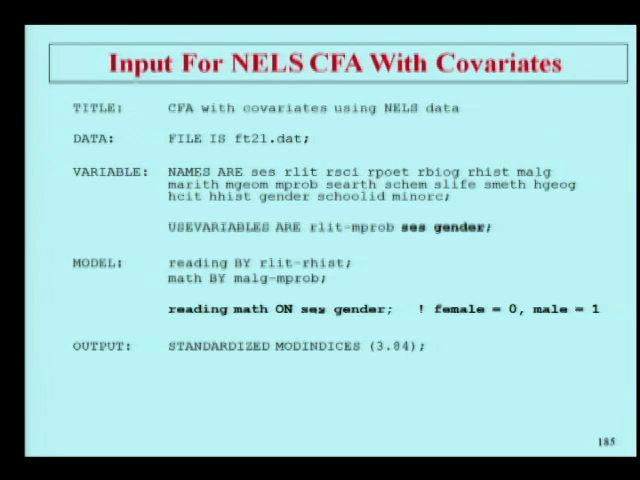 Input For NELS CFA With Covariates
TITLE: CFA with covariates using NELS data
DATA: FILE IS ft21.dat;
VARIABLE: NAMES ARE ses rlit rsci rpoet rbiog rhist malg
marith mgeom mprob searth schem slife smeth hgeog
hcit hhist gender schoolid minorc;
USEVARIABLES ARE rlit-mprob ses gender;
MODEL: reading BY rlit-rhist;
math BY malg-mprob;
reading math ON ses gender; ! female = 0, male = 1
OUTPUT: STANDARDIZED MODINDICES (3.84);
185